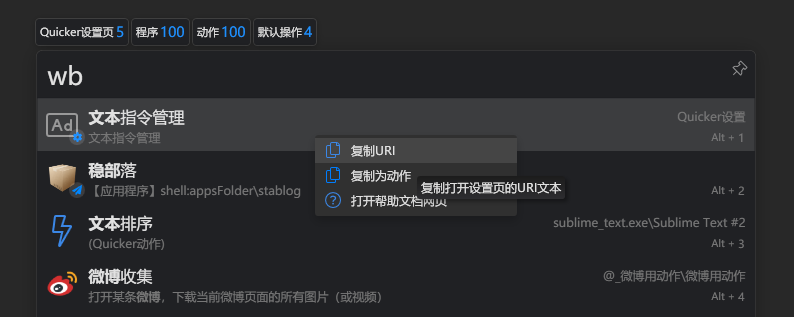 Quicker设置页 5 程序 100 动作 100 默认操作 4
wb
文本指令管理 Quicker设置
文本指令管理 Alt + 1
复制URI
稳部落
复制为动作
复制打开设置页的URI文本
【应用程序】shell:appsFolder\stablog Alt + 2
打开帮助文档网页
文本排序 sublime_text.exe\Sublime Text #2
(Quicker动作) Alt + 3
微博收集 @_微博用动作\微博用动作
打开某条微博，下载当前微博页面的所有图片（或视频） Alt + 4